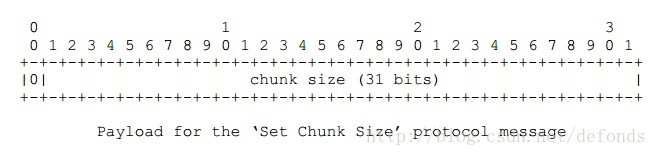 0                   1                   2                   3
0 1 2 3 4 5 6 7 8 9 0 1 2 3 4 5 6 7 8 9 0 1 2 3 4 5 6 7 8 9 0 1
+-+-+-+-+-+-+-+-+-+-+-+-+-+-+-+-+-+-+-+-+-+-+-+-+-+-+-+-+-+-+-+-+
|0|                     chunk size (31 bits)                    |
+-+-+-+-+-+-+-+-+-+-+-+-+-+-+-+-+-+-+-+-+-+-+-+-+-+-+-+-+-+-+-+-+
Payload for the ‘Set Chunk Size’ protocol message
http://blog.csdn.net/defonds